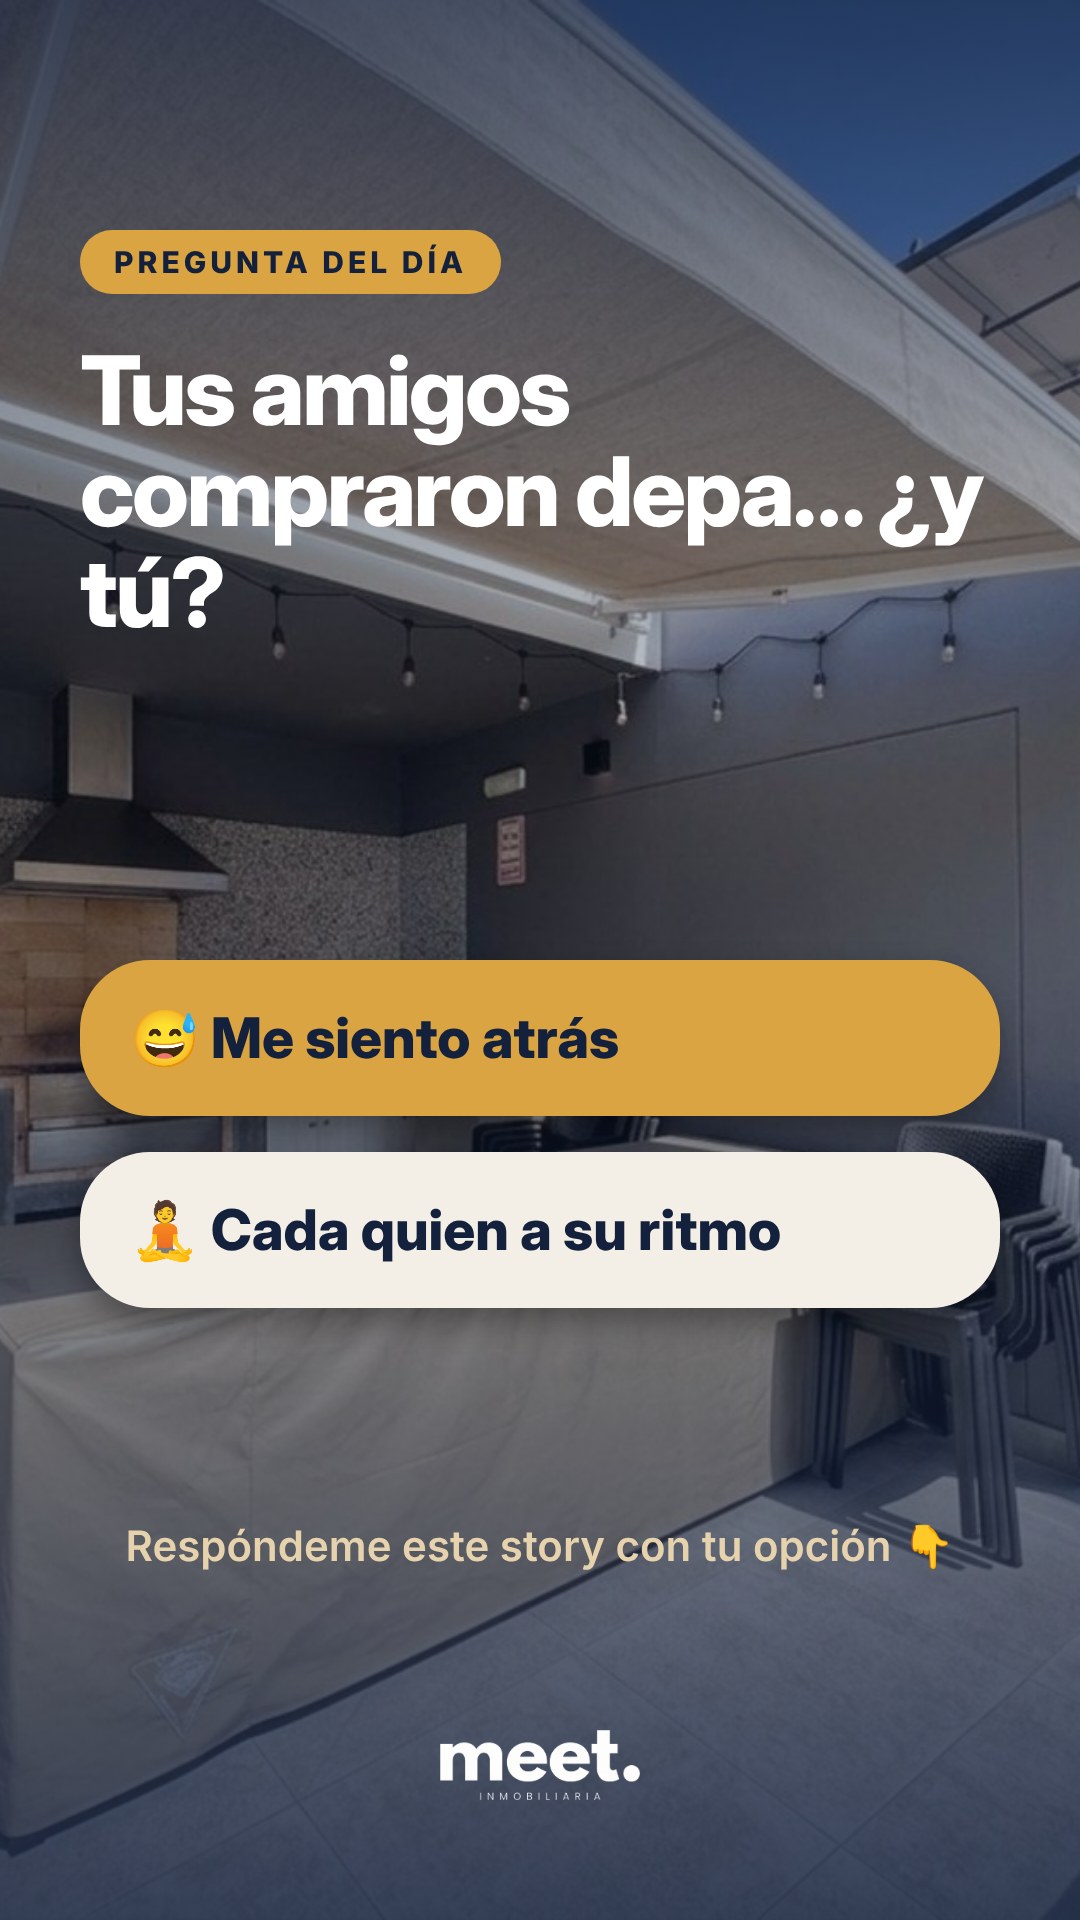 PREGUNTA DEL DÍA
Tus amigos
compraron depa... ¿y
tú?
😅 Me siento atrás
🧘 Cada quien a su ritmo
Respóndeme este story con tu opción 👇
meet.
INMOBILIARIA